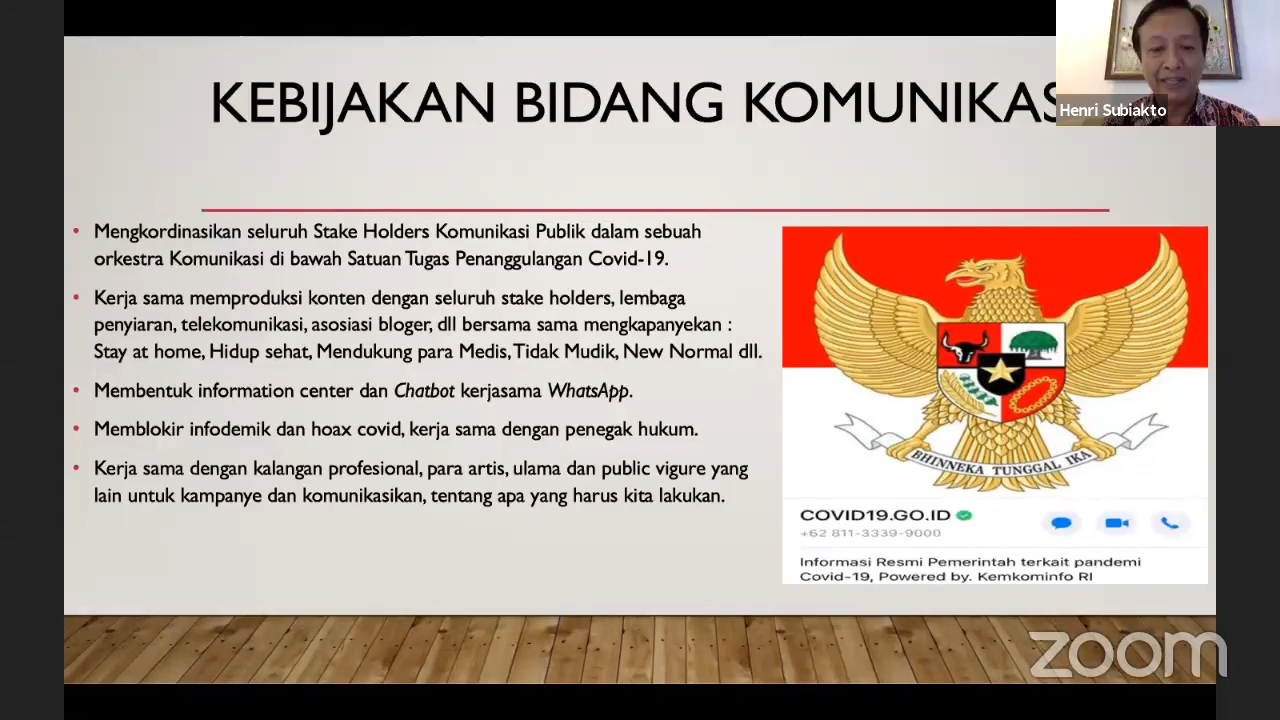 KEBIJAKAN BIDANG KOMUNIKAS
Henri Subiakto
• Mengkordinasikan seluruh Stake Holders Komunikasi Publik dalam sebuah
orkestra Komunikasi di bawah Satuan Tugas Penanggulangan Covid-19.
• Kerja sama memproduksi konten dengan seluruh stake holders, lembaga
penyiaran, telekomunikasi, asosiasi bloger, dll bersama sama mengkapanyekan :
Stay at home, Hidup sehat, Mendukung para Medis, Tidak Mudik, New Normal dll.
• Membentuk information center dan Chatbot kerjasama WhatsApp.
• Memblokir infodemik dan hoax covid, kerja sama dengan penegak hukum.
• Kerja sama dengan kalangan profesional, para artis, ulama dan public vigure yang
lain untuk kampanye dan komunikasikan, tentang apa yang harus kita lakukan.
BHINNEKA TUNGGAL IKA
COVID19.GO.ID
+62 811-3339-9000
Informasi Resmi Pemerintah terkait pandemi
Covid-19, Powered by. Kemkominfo RI
zoom